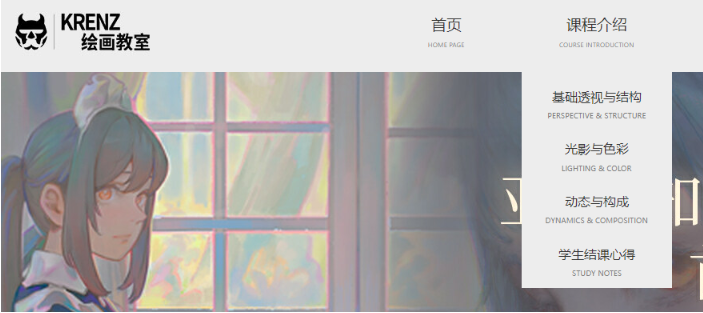 KRENZ
绘画教室
首页
HOME PAGE
课程介绍
COURSE INTRODUCTION
基础透视与结构
PERSPECTIVE & STRUCTURE
光影与色彩
LIGHTING & COLOR
动态与构成
DYNAMICS & COMPOSITION
学生结课心得
STUDY NOTES